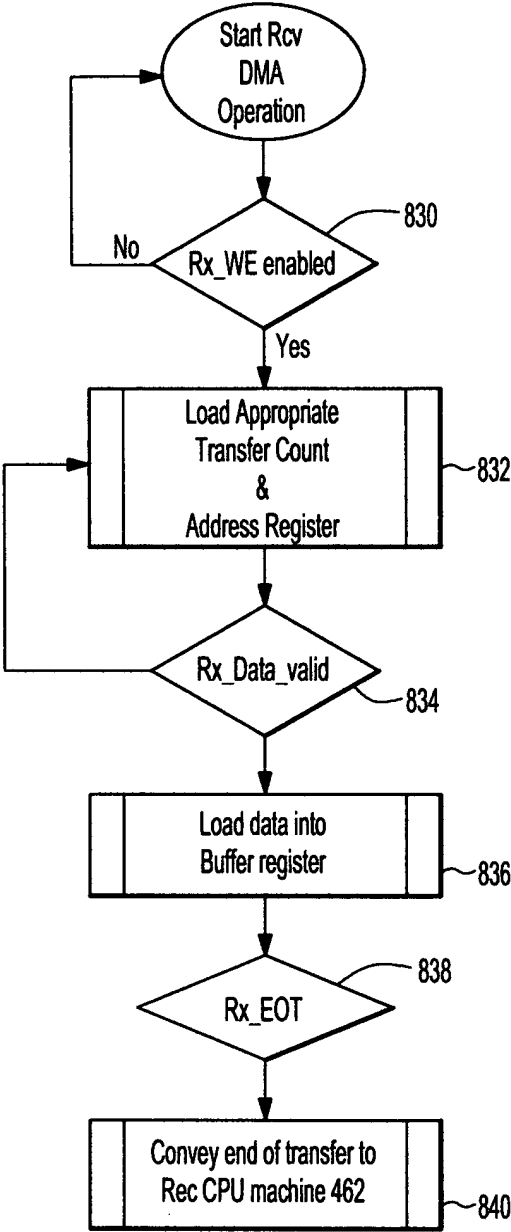 Start Rcv
DMA
Operation
830
No
Rx_WE enabled
Yes
Load Appropriate
Transfer Count
&
Address Register
832
Rx_Data_valid
834
Load data into
Buffer register
836
838
Rx_EOT
Convey end of transfer to
Rec CPU machine 462
840